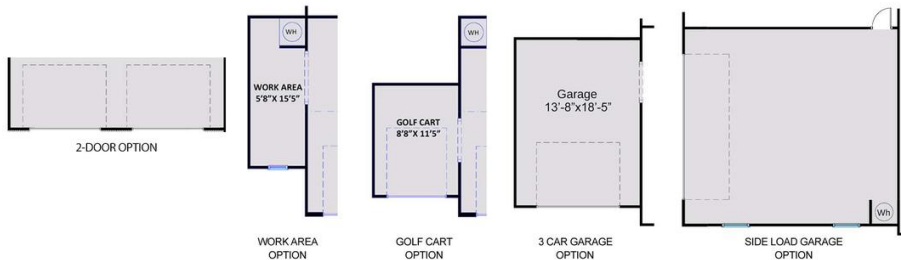 2-DOOR OPTION
WH
WORK AREA
5'8"X 15'5"
WORK AREA
OPTION
WH
GOLF CART
8'8"X 11'5"
GOLF CART
OPTION
Garage
13'-8"x18'-5"
3 CAR GARAGE
OPTION
Wh
SIDE LOAD GARAGE
OPTION